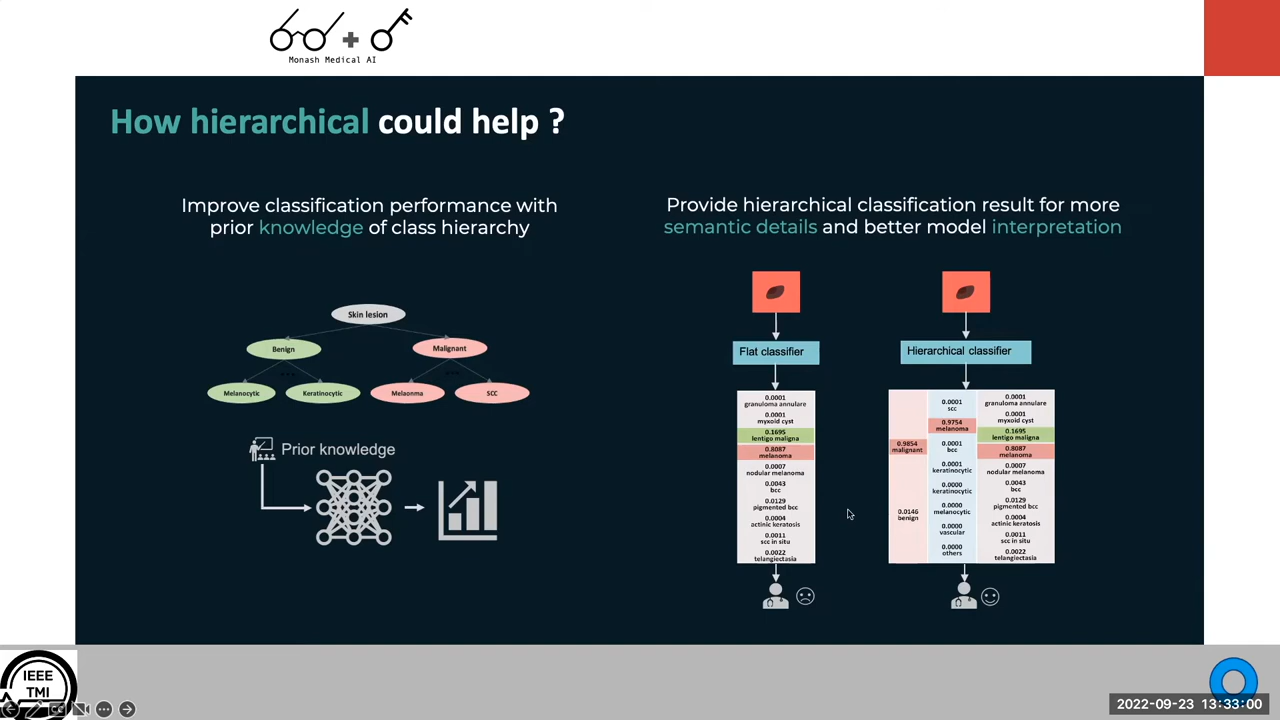 Monash Medical AI
How hierarchical could help ?
Improve classification performance with
prior knowledge of class hierarchy
Skin lesion
Benign
Malignant
Melanocytic
Keratinocytic
Melaonma
SCC
Prior knowledge
Provide hierarchical classification result for more
semantic details and better model interpretation
Flat classifier
0.0001
granuloma annulare
0.0001
myxoid cyst
0.1695
lentigo maligna
0.8087
melanoma
0.0007
nodular melanoma
0.0043
bcc
0.0129
pigmented bcc
0.0004
actinic keratosis
0.0011
scc in situ
0.0022
telangiectasia
Hierarchical classifier
0.9854
malignant
0.0146
benign
0.0001
scc
0.9754
melanoma
0.0001
bcc
0.0001
keratinocytic
0.0000
keratinocytic
0.0000
melanocytic
0.0000
vascular
0.0000
others
0.0001
granuloma annulare
0.0001
myxoid cyst
0.1695
lentigo maligna
0.8087
melanoma
0.0007
nodular melanoma
0.0043
bcc
0.0129
pigmented bcc
0.0004
actinic keratosis
0.0011
scc in situ
0.0022
telangiectasia
IEEE
TMI
2022-09-23 13:33:00